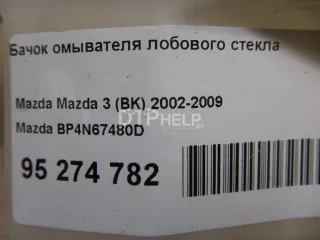 Бачок омывателя лобового стекла
Mazda Mazda 3 (BK) 2002-2009
DTPHELP
Mazda BP4N67480D
95 274 782